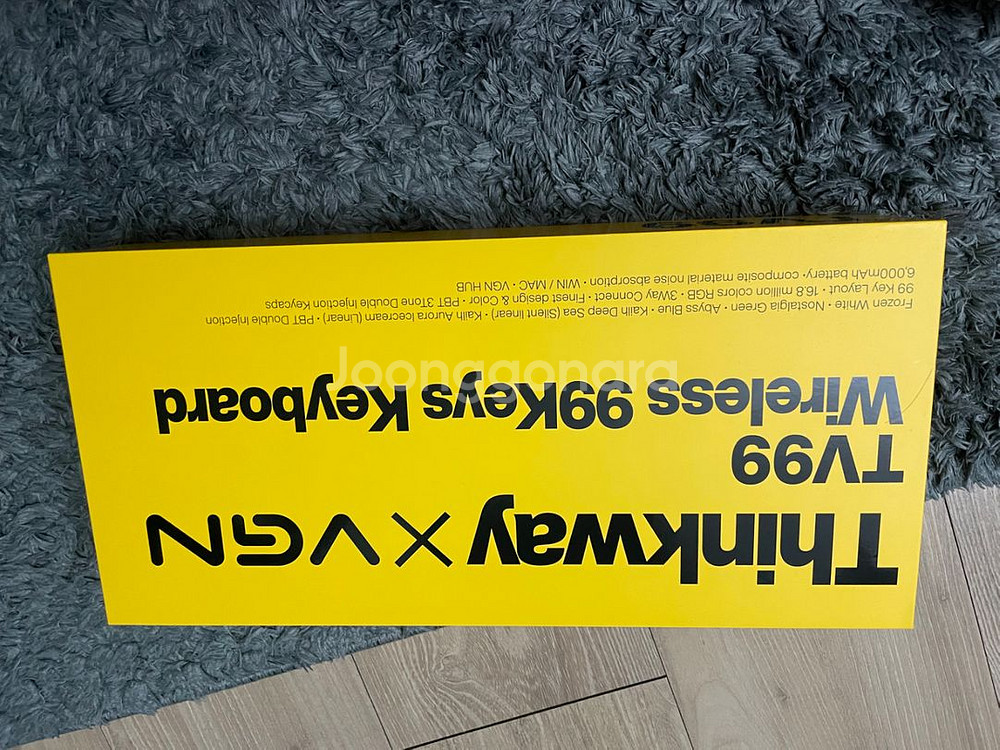 Thinkway X VGN
TV99
Wireless 99Keys Keyboard
Frozen White • Nostalgia Green • Abyss Blue • Kailh Deep Sea (Silent linear) • Kailh Aurora Icecream (Linear) • PBT Double Injection
99 Key Layout • 16.8 million colors RGB • 3Way Connect • Finest design & Color • PBT 3Tone Double Injection Keycaps
6,000mAh battery • composite material noise absorption • WIN / MAC • VGN HUB
Joonggonara